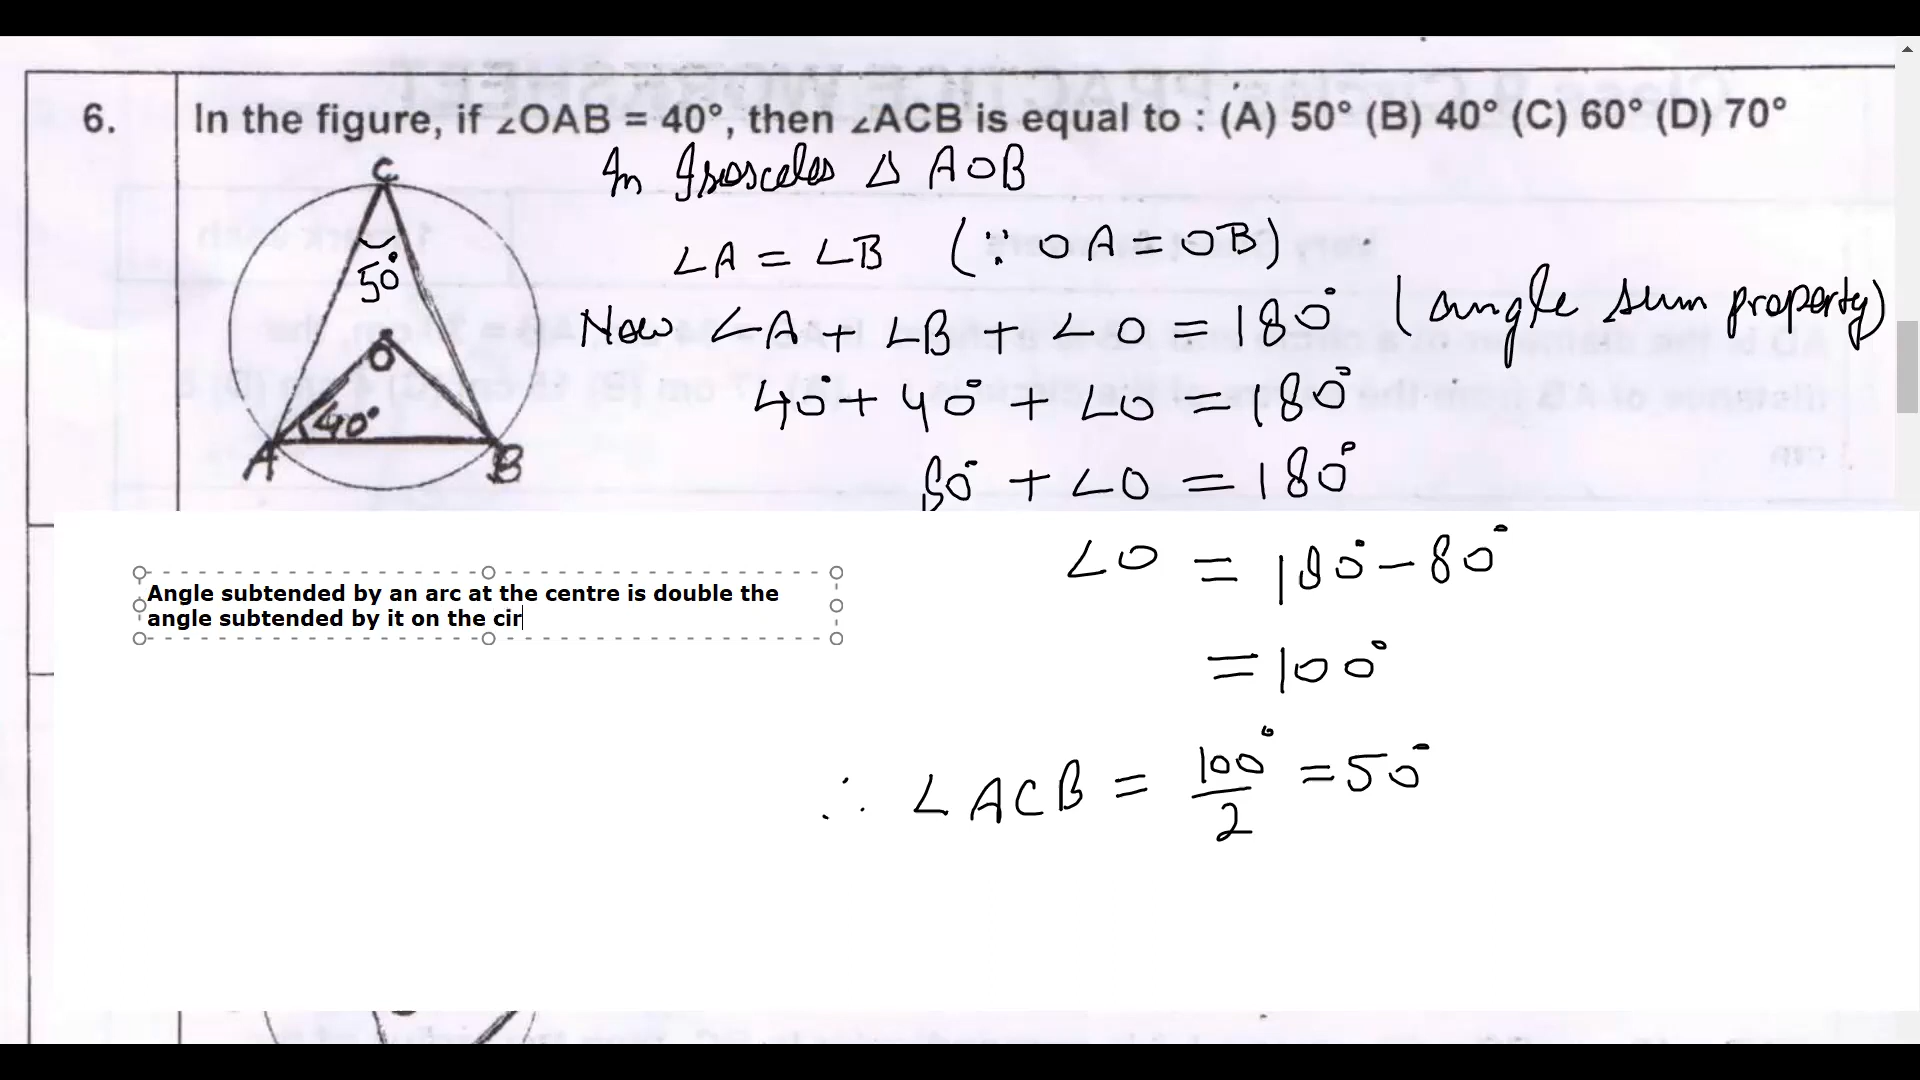 6. In the figure, if ∠OAB = 40°, then ∠ACB is equal to : (A) 50° (B) 40° (C) 60° (D) 70°
In Isosceles Δ AOB
∠A = ∠B (∵ OA = OB)
Now ∠A + ∠B + ∠O = 180° (angle sum property)
40° + 40° + ∠O = 180°
80° + ∠O = 180°
∠O = 180° - 80°
= 100°
∴ ∠ACB = 100°/2 = 50°
C
50°
O
40°
A
B
Angle subtended by an arc at the centre is double the
angle subtended by it on the cir